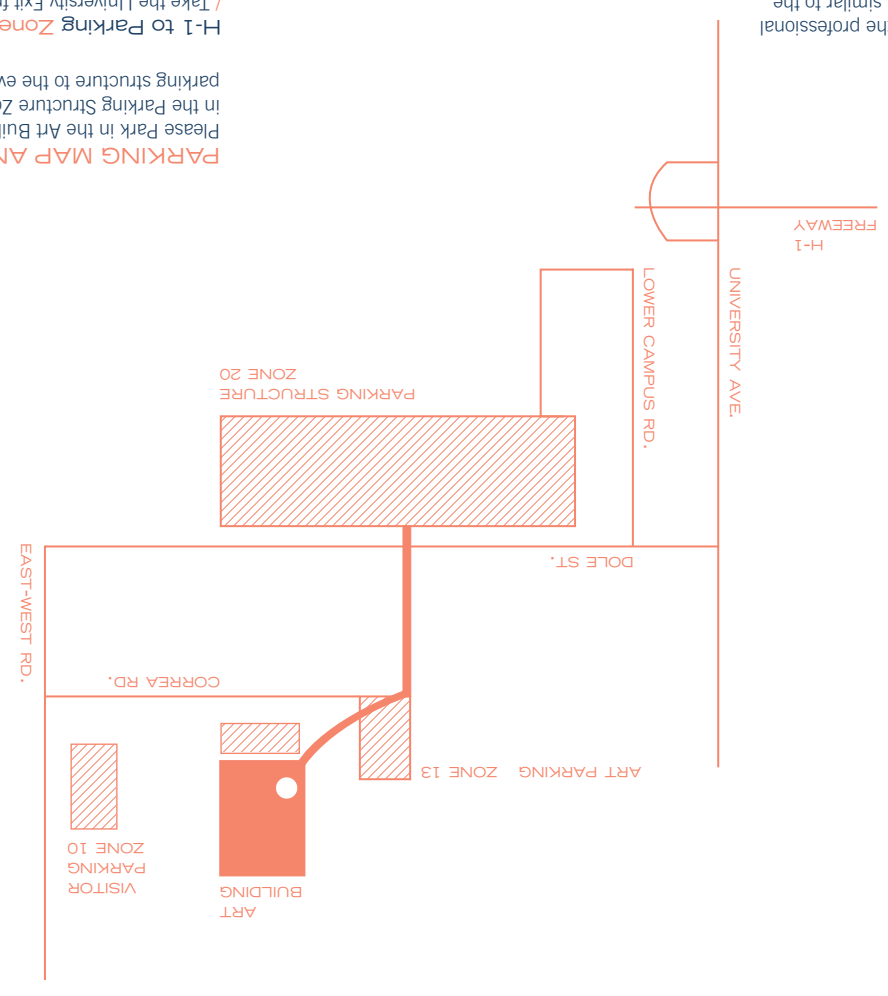 ART
BUILDING
VISITOR
PARKING
ZONE 10
ART PARKING ZONE 13
CORREA RD.
EAST-WEST RD.
DOLE ST.
PARKING STRUCTURE
ZONE 20
LOWER CAMPUS RD.
UNIVERSITY AVE.
H-1
FREEWAY
PARKING MAP AN
Please Park in the Art Buil
in the Parking Structure Zo
parking structure to the ev
H-1 to Parking Zone
/ Take the University Exit fr
he professional
similar to the